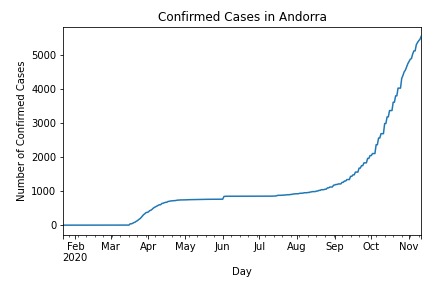 Confirmed Cases in Andorra
Number of Confirmed Cases
5000
4000
3000
2000
1000
0
Feb Mar Apr May Jun Jul Aug Sep Oct Nov
2020
Day